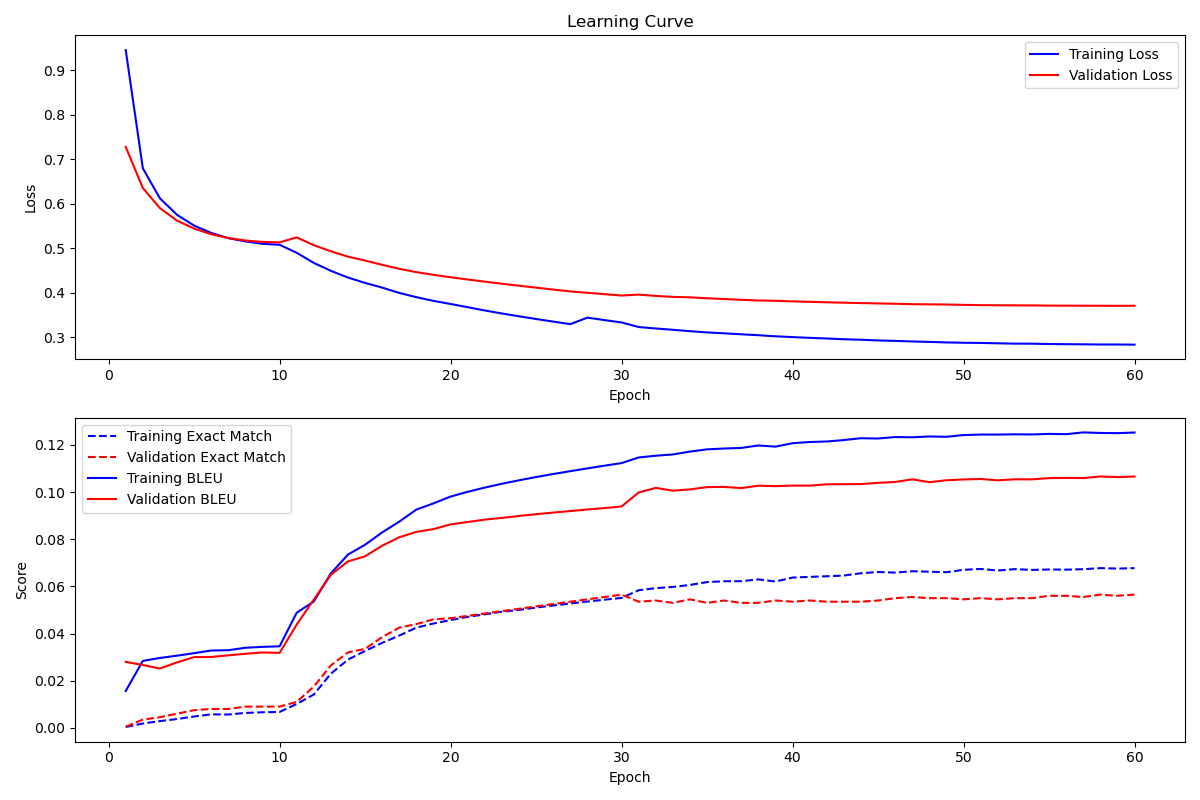 Learning Curve
Training Loss
Validation Loss
0.9
0.8
0.7
0.6
0.5
0.4
0.3
Loss
0 10 20 30 40 50 60
Epoch
Training Exact Match
Validation Exact Match
Training BLEU
Validation BLEU
0.12
0.10
0.08
0.06
0.04
0.02
0.00
Score
0 10 20 30 40 50 60
Epoch